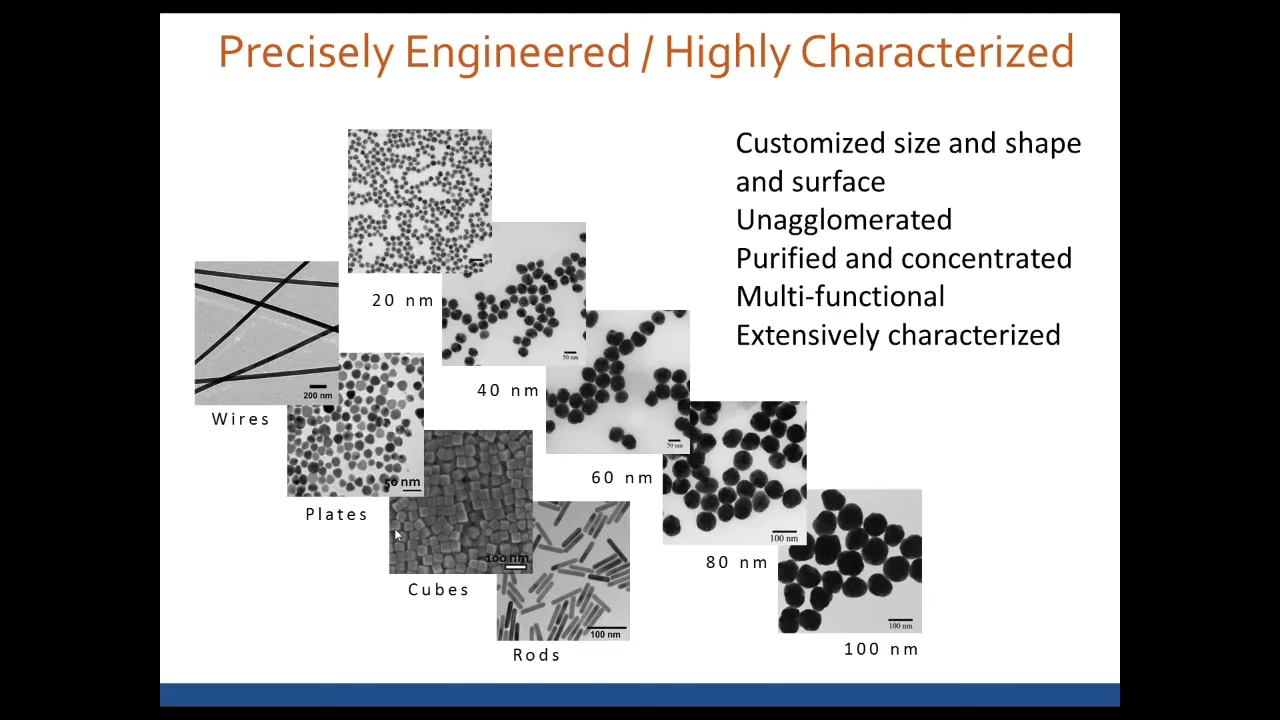 Precisely Engineered / Highly Characterized
Customized size and shape
and surface
Unagglomerated
Purified and concentrated
Multi-functional
Extensively characterized
20 nm
50 nm
40 nm
50 nm
60 nm
100 nm
80 nm
100 nm
100 nm
200 nm
Wires
50 nm
Plates
100 nm
Cubes
100 nm
Rods